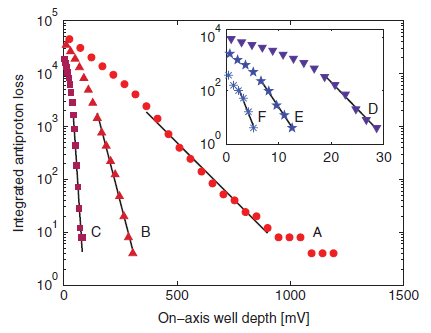 10^5
10^4
10^3
10^2
10^1
10^0
Integrated antiproton loss
0
500
1000
1500
On-axis well depth [mV]
A
B
C
10^4
10^2
10^0
0
10
20
30
D
E
F